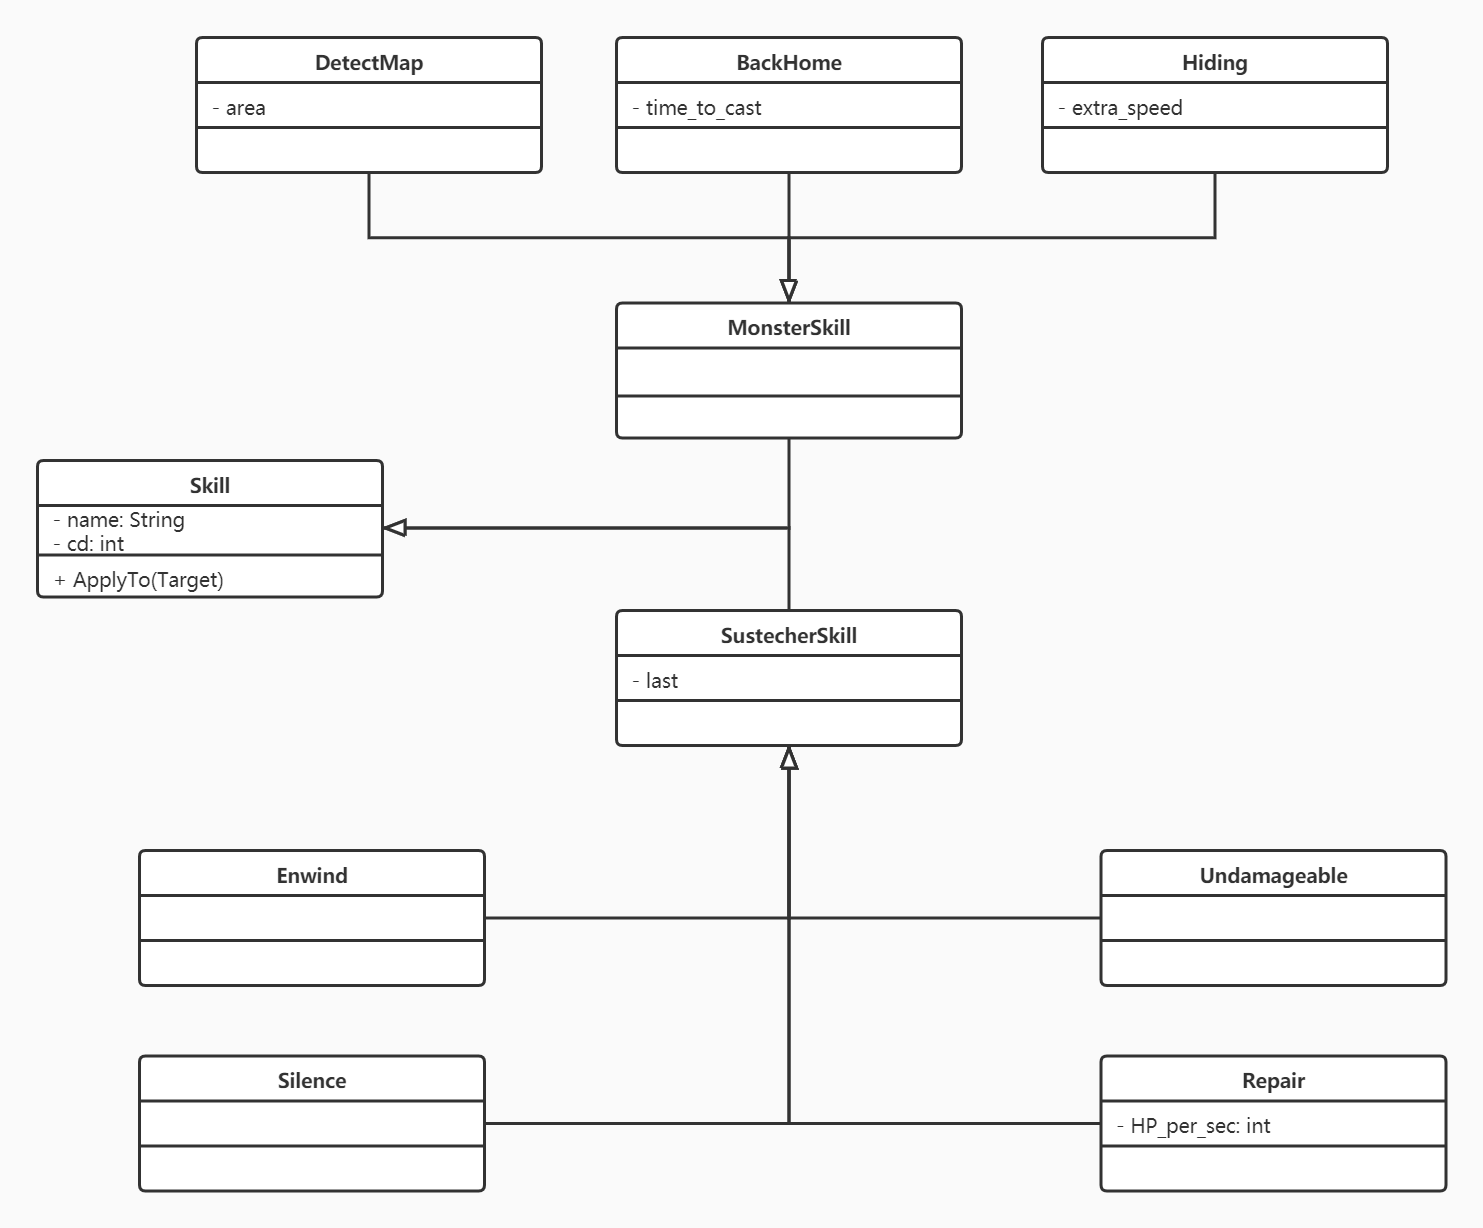 DetectMap
- area
BackHome
- time_to_cast
Hiding
- extra_speed
MonsterSkill
Skill
- name: String
- cd: int
+ ApplyTo(Target)
SustecherSkill
- last
Enwind
Undamageable
Silence
Repair
- HP_per_sec: int